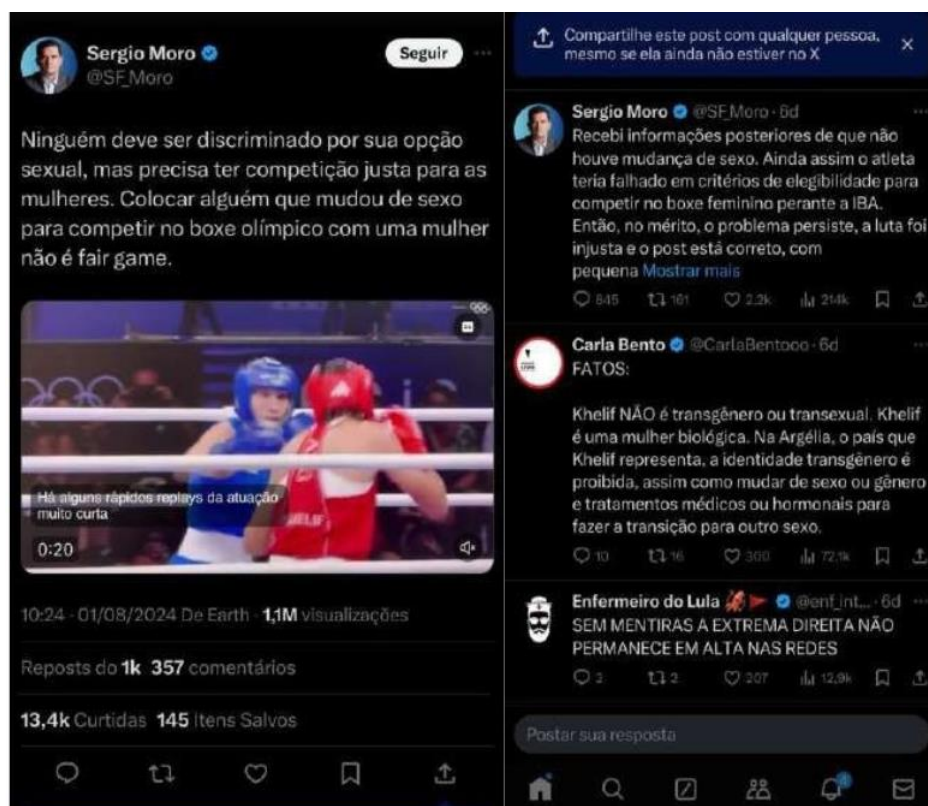 Sergio Moro
Seguir
@SF_Moro
Ninguém deve ser discriminado por sua opção
sexual, mas precisa ter competição justa para as
mulheres. Colocar alguém que mudou de sexo
para competir no boxe olímpico com uma mulher
não é fair game.
Há alguns rápidos replays da atuação
muito curta
0:20
10:24 · 01/08/2024 De Earth · 1,1M visualizações
Reposts do 1k 357 comentários
13,4k Curtidas 145 Itens Salvos
Compartilhe este post com qualquer pessoa,
mesmo se ela ainda não estiver no X
Sergio Moro @SF_Moro · 6d
Recebi informações posteriores de que não
houve mudança de sexo. Ainda assim o atleta
teria falhado em critérios de elegibilidade para
competir no boxe feminino perante a IBA.
Então, no mérito, o problema persiste, a luta foi
injusta e o post está correto, com
pequena Mostrar mais
845 161 2.2k 214k
Carla Bento @CarlaBentooo · 6d
FATOS:
Khelif NÃO é transgênero ou transexual. Khelif
é uma mulher biológica. Na Argélia, o país que
Khelif representa, a identidade transgênero é
proibida, assim como mudar de sexo ou gênero
e tratamentos médicos ou hormonais para
fazer a transição para outro sexo.
10 16 300 72,1k
Enfermeiro do Lula @enf_int... · 6d
SEM MENTIRAS A EXTREMA DIREITA NÃO
PERMANECE EM ALTA NAS REDES
2 2 207 12,9k
Postar sua resposta